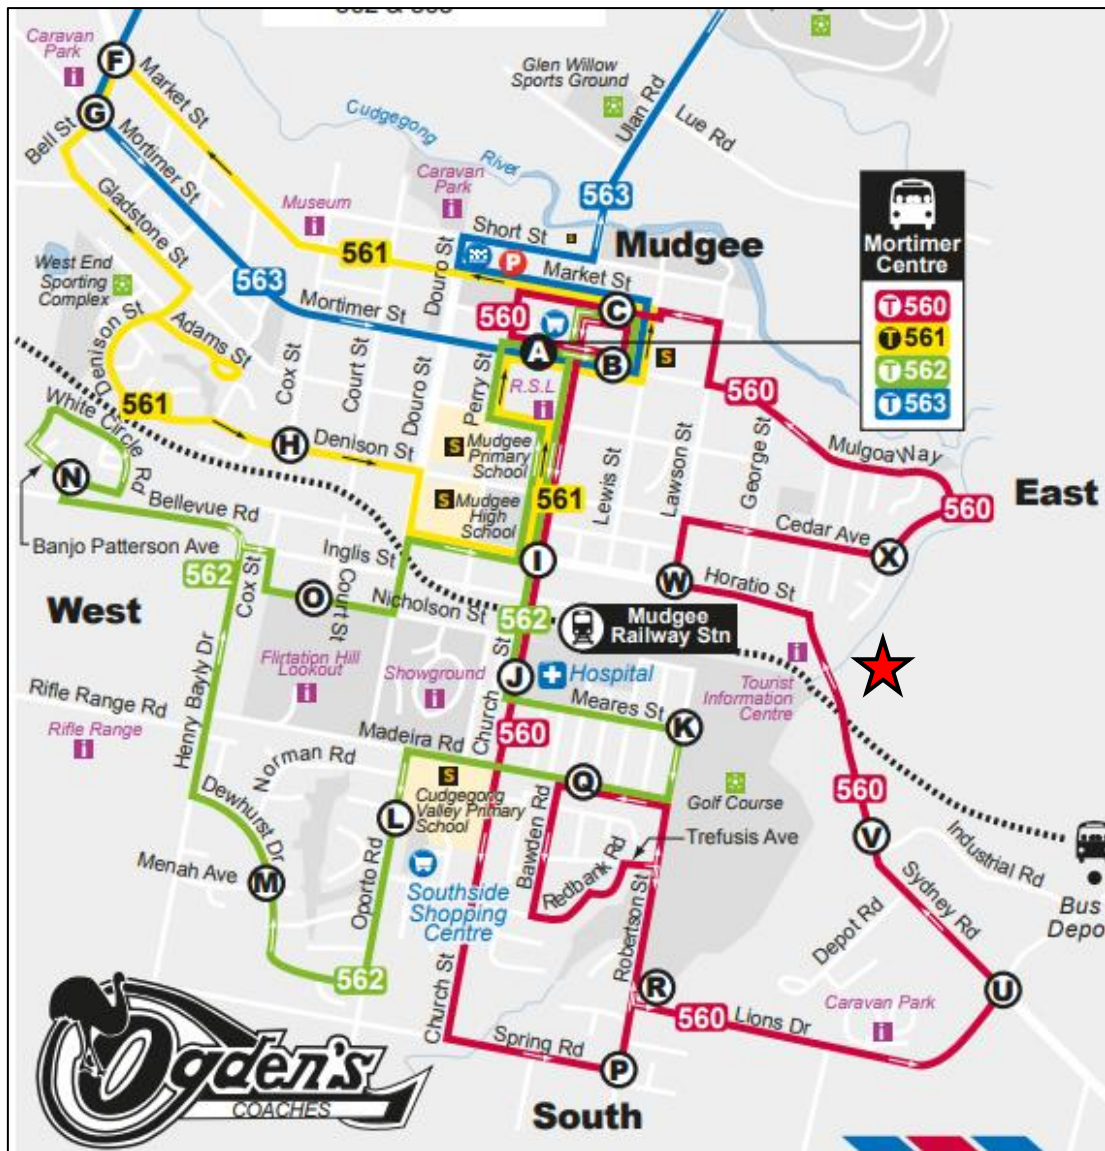 Caravan
Park
F
Market St
G
Bell St
Mortimer St
Gladstone St
Museum
Cudgegong
River
Caravan
Park
Glen Willow
Sports Ground
Ulan Rd
Lue Rd
563
Short St
Mudgee
P
Market St
561
563
Mortimer St
Douro St
560
C
A
B
Mortimer
Centre
T 560
T 561
T 562
T 563
West End
Sporting
Complex
Denison St
Adams St
Cox St
Court St
Douro St
Perry St
R.S.L
S
561
H
Denison St
S
Mudgee
Primary
School
S
Mudgee
High
School
561
Lewis St
Lawson St
George St
560
Mulgoa Way
560
East
Cedar Ave
X
White Circle
Rd
N
Bellevue Rd
Banjo Patterson Ave
562
Cox St
Inglis St
Court St
O
Nicholson St
I
W
Horatio St
562
Mudgee
Railway Stn
West
Flirtation Hill
Lookout
Showground
Church St
J
Hospital
Meares St
K
Tourist
Information
Centre
Rifle Range Rd
Rifle Range
Henry Bayly Dr
Norman Rd
Madeira Rd
560
S
Cudgegong
Valley Primary
School
Q
Golf Course
560
Trefusis Ave
V
Industrial Rd
Dewhurst Dr
L
Menah Ave
M
Oporto Rd
Southside
Shopping
Centre
Bawden Rd
Redbank Rd
Robertson St
Depot Rd
Sydney Rd
Bus
Depo
562
Church St
R
560
Lions Dr
Caravan Park
U
Spring Rd
P
South
Ogden's
COACHES